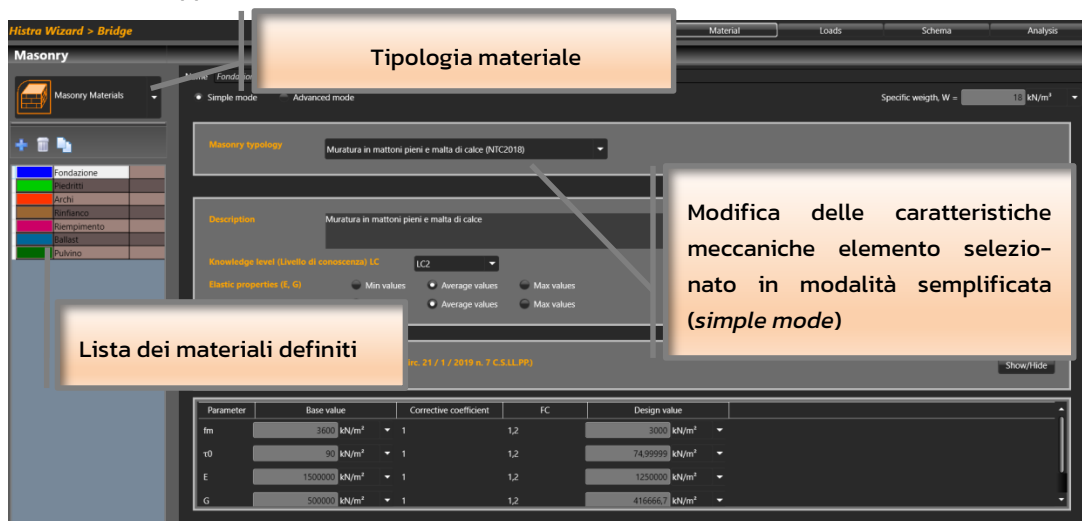 Histra Wizard > Bridge
Material
Loads
Schema
Analysis
Masonry
Tipologia materiale
Masonry Materials
Simple mode
Advanced mode
Specific weigth, W =
18 kN/m³
Masonry typology
Muratura in mattoni pieni e malta di calce (NTC2018)
Fondazione
Piedritti
Archi
Rinfianco
Riempimento
Ballast
Pulvino
Description
Muratura in mattoni pieni e malta di calce
Knowledge level (Livello di conoscenza) LC
LC2
Elastic properties (E, G)
Min values
Average values
Max values
Average values
Max values
Modifica delle caratteristiche
meccaniche elemento selezio-
nato in modalità semplificata
(simple mode)
Lista dei materiali definiti
21 / 1 / 2019 n. 7 C.S.LL.PP.)
Show/Hide
Parameter
Base value
Corrective coefficient
FC
Design value
fm
3600 kN/m²
1
1,2
3000 kN/m²
τ0
90 kN/m²
1
1,2
74,99999 kN/m²
E
1500000 kN/m²
1
1,2
1250000 kN/m²
G
500000 kN/m²
1
1,2
416666,7 kN/m²